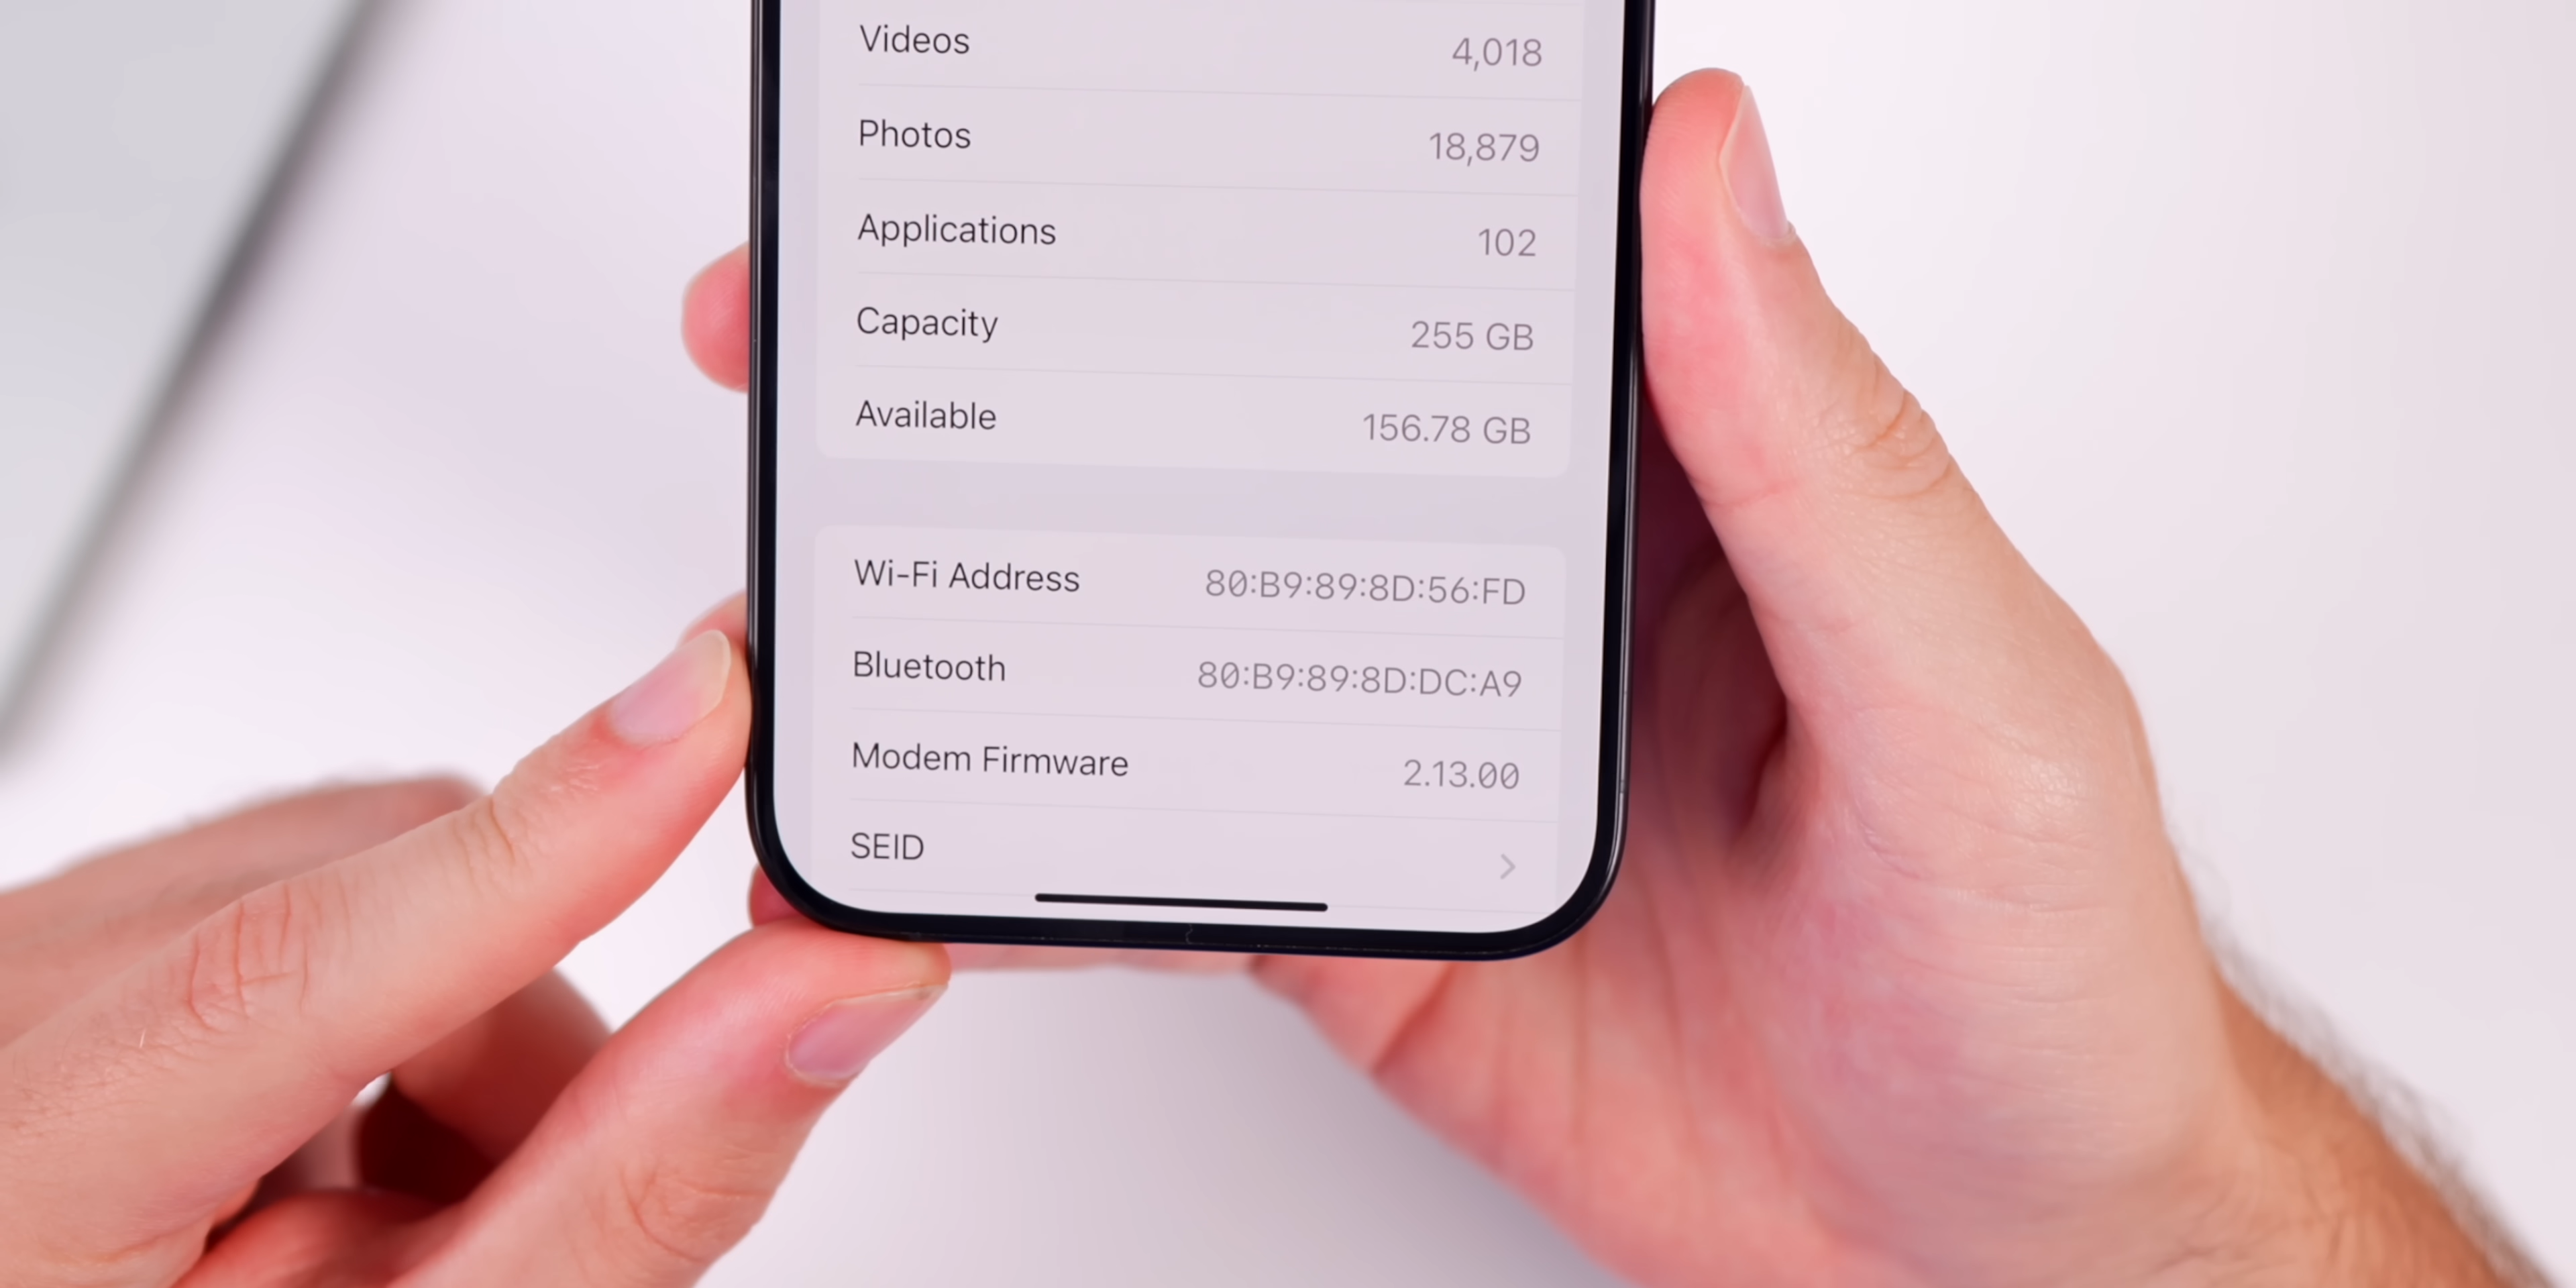 Videos 4,018
Photos 18,879
Applications 102
Capacity 255 GB
Available 156.78 GB
Wi-Fi Address 80:B9:89:8D:56:FD
Bluetooth 80:B9:89:8D:DC:A9
Modem Firmware 2.13.00
SEID